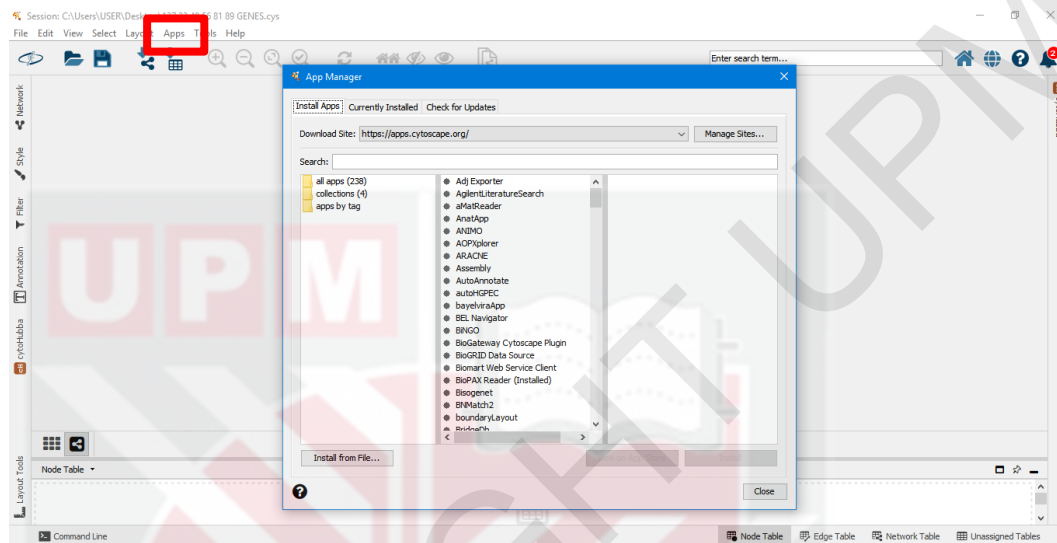 Session: C:\Users\USER\Desktop\ GENES.cys
File Edit View Select Layout Apps Tools Help
Enter search term...
2
App Manager
Install Apps Currently Installed Check for Updates
Download Site: https://apps.cytoscape.org/ Manage Sites...
Search:
all apps (238)
collections (4)
apps by tag
Adj Exporter
AgilentLiteratureSearch
aMatReader
AnatApp
ANIMO
AOPXplorer
ARACNE
Assembly
AutoAnnotate
autoHGPEC
bayelviraApp
BEL Navigator
BiNGO
BioGateway Cytoscape Plugin
BioGRID Data Source
Biomart Web Service Client
BioPAX Reader (Installed)
Bisogenet
BNMatch2
boundaryLayout
BridgeDb
Install from File...
Install
Close
Network
Style
Filter
Annotation
cytoHubba
Layout Tools
Node Table
Command Line
Node Table Edge Table Network Table Unassigned Tables
UPM